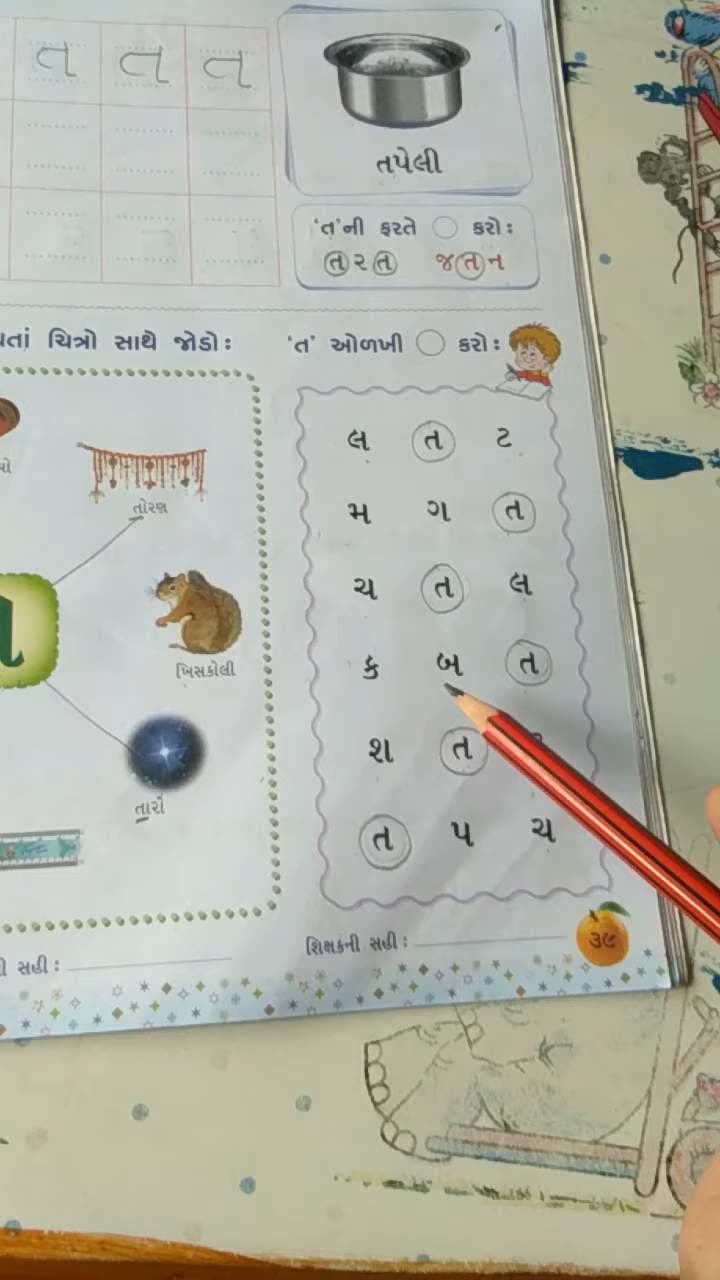 ત ત ત
તપેલી
'ત'ની ફરતે ◯ કરો:
તરત જતન
ચિત્રો સાથે જોડો:
'ત' ઓળખી ◯ કરો:
લ ત ટ
મ ગ ત
ચ ત લ
ક બ ત
શ ત
ત પ ચ
તોરણ
ખિસકોલી
તારો
શિક્ષકની સહી:
સહી:
૩૯